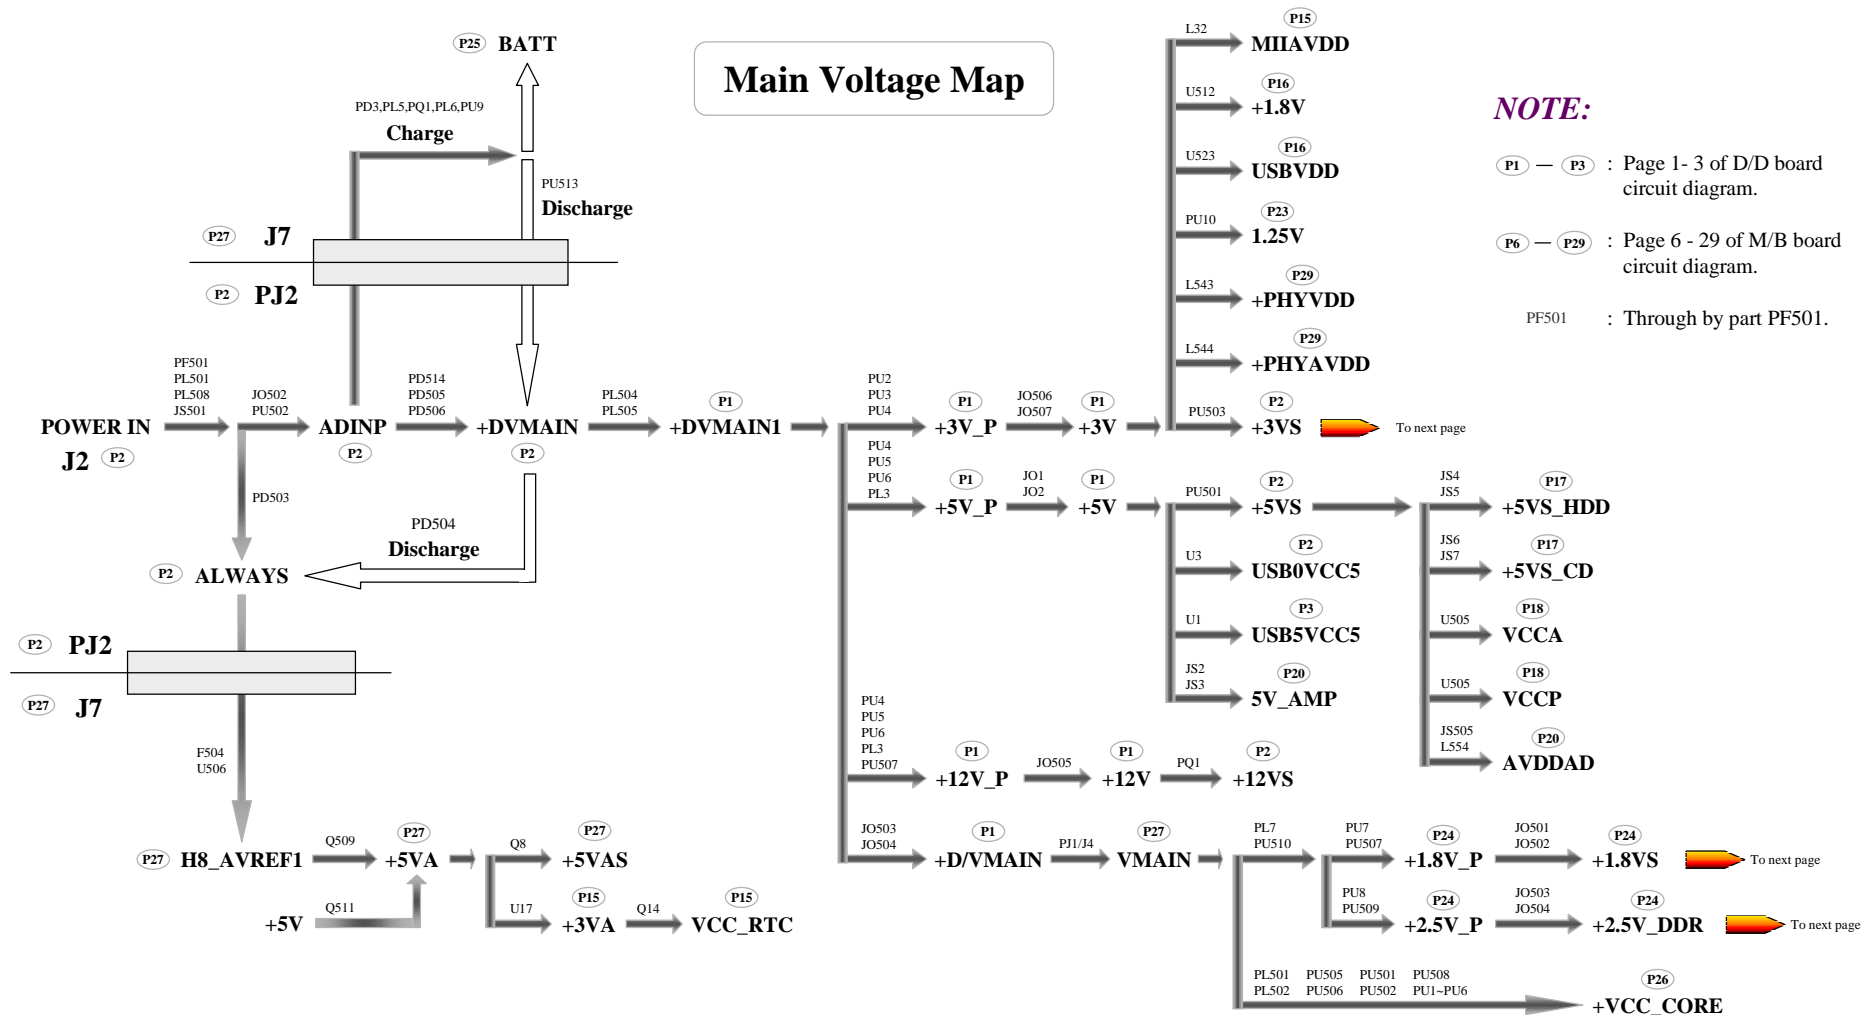 Main Voltage Map
P25 BATT
PD3,PL5,PQ1,PL6,PU9
Charge
PU513
Discharge
P27 J7
P2 PJ2
PF501
PL501
PL508
JS501
POWER IN
J2 P2
JO502
PU502
ADINP
P2
PD514
PD505
PD506
+DVMAIN
P2
PL504
PL505
P1
+DVMAIN1
PD503
PD504
Discharge
P2 ALWAYS
P2 PJ2
P27 J7
F504
U506
P27 H8_AVREF1
Q509
P27
+5VA
+5V
Q511
Q8
P27
+5VAS
U17
P15
+3VA
Q14
P15
VCC_RTC
PU2
PU3
PU4
P1
+3V_P
JO506
JO507
P1
+3V
L32
P15
MIIAVDD
U512
P16
+1.8V
U523
P16
USBVDD
PU10
P23
1.25V
L543
P29
+PHYVDD
L544
P29
+PHYAVDD
PU503
P2
+3VS
To next page
PU4
PU5
PU6
PL3
P1
+5V_P
JO1
JO2
P1
+5V
PU501
P2
+5VS
U3
P2
USB0VCC5
U1
P3
USB5VCC5
JS2
JS3
P20
5V_AMP
JS4
JS5
P17
+5VS_HDD
JS6
JS7
P17
+5VS_CD
U505
P18
VCCA
U505
P18
VCCP
JS505
L554
P20
AVDDAD
PU4
PU5
PU6
PL3
PU507
P1
+12V_P
JO505
P1
+12V
PQ1
P2
+12VS
JO503
JO504
P1
+D/VMAIN
PJ1/J4
P27
VMAIN
PL7
PU510
PU7
PU507
P24
+1.8V_P
JO501
JO502
P24
+1.8VS
To next page
PU8
PU509
P24
+2.5V_P
JO503
JO504
P24
+2.5V_DDR
To next page
PL501 PU505 PU501 PU508
PL502 PU506 PU502 PU1~PU6
P26
+VCC_CORE
NOTE:
P1 — P3 : Page 1- 3 of D/D board
circuit diagram.
P6 — P29 : Page 6 - 29 of M/B board
circuit diagram.
PF501 : Through by part PF501.